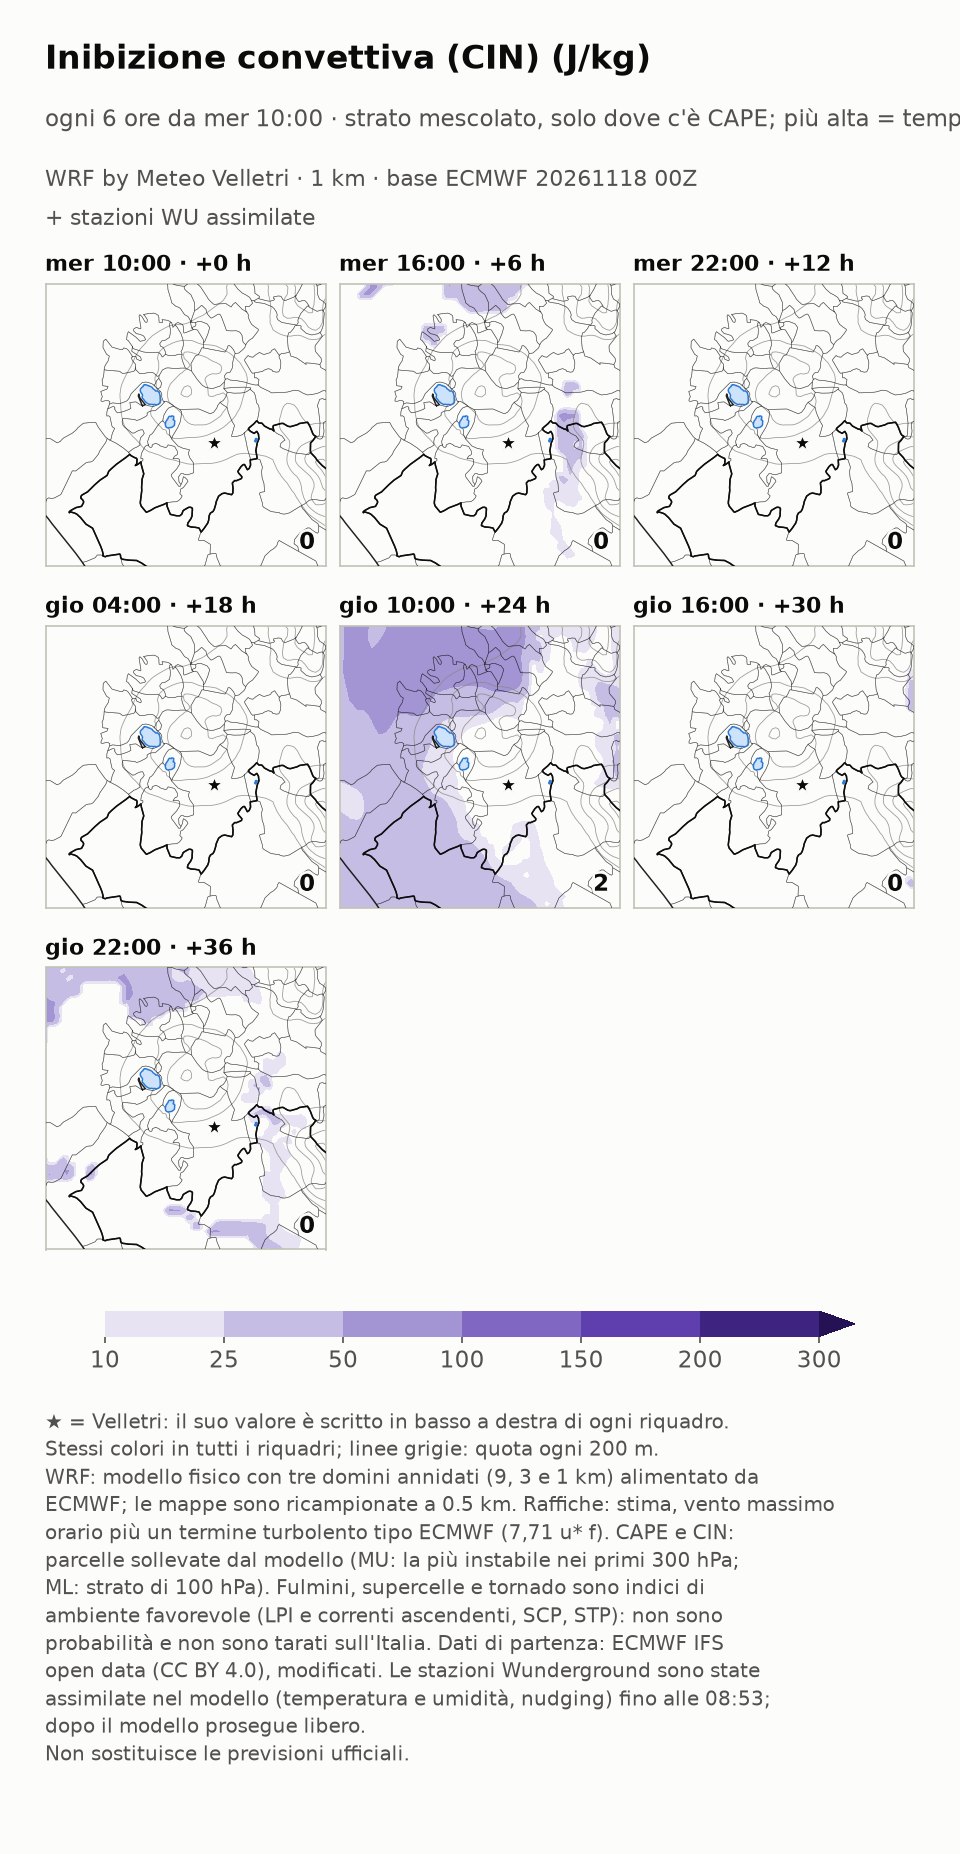 Inibizione convettiva (CIN) (J/kg)
ogni 6 ore da mer 10:00 · strato mescolato, solo dove c'è CAPE; più alta = temp
WRF by Meteo Velletri · 1 km · base ECMWF 20261118 00Z
+ stazioni WU assimilate
mer 10:00 · +0 h
mer 16:00 · +6 h
mer 22:00 · +12 h
0
0
0
gio 04:00 · +18 h
gio 10:00 · +24 h
gio 16:00 · +30 h
0
2
0
gio 22:00 · +36 h
0
10 25 50 100 150 200 300
★ = Velletri: il suo valore è scritto in basso a destra di ogni riquadro.
Stessi colori in tutti i riquadri; linee grigie: quota ogni 200 m.
WRF: modello fisico con tre domini annidati (9, 3 e 1 km) alimentato da
ECMWF; le mappe sono ricampionate a 0.5 km. Raffiche: stima, vento massimo
orario più un termine turbolento tipo ECMWF (7,71 u* f). CAPE e CIN:
parcelle sollevate dal modello (MU: la più instabile nei primi 300 hPa;
ML: strato di 100 hPa). Fulmini, supercelle e tornado sono indici di
ambiente favorevole (LPI e correnti ascendenti, SCP, STP): non sono
probabilità e non sono tarati sull'Italia. Dati di partenza: ECMWF IFS
open data (CC BY 4.0), modificati. Le stazioni Wunderground sono state
assimilate nel modello (temperatura e umidità, nudging) fino alle 08:53;
dopo il modello prosegue libero.
Non sostituisce le previsioni ufficiali.